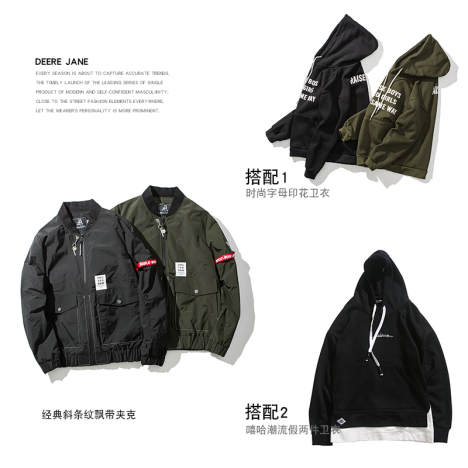 DEERE JANE
EVERY SEASON IS ABOUT TO CAPTURE ACCURATE TRENDS,
THE TIMELY LAUNCH OF THE LEADING SERIES OF SINGLE
PRODUCT OF MODERN AND SELF-CONFIDENT MASCULINITY,
CLOSE TO THE STREET FASHION ELEMENTS EVERYWHERE,
LET THE WEARER'S PERSONALITY IS MORE PROMINENT.
BOYS
GIRLS
WAY
搭配1
时尚字母印花卫衣
经典斜条纹飘带夹克
搭配2
嘻哈潮流假两件卫衣